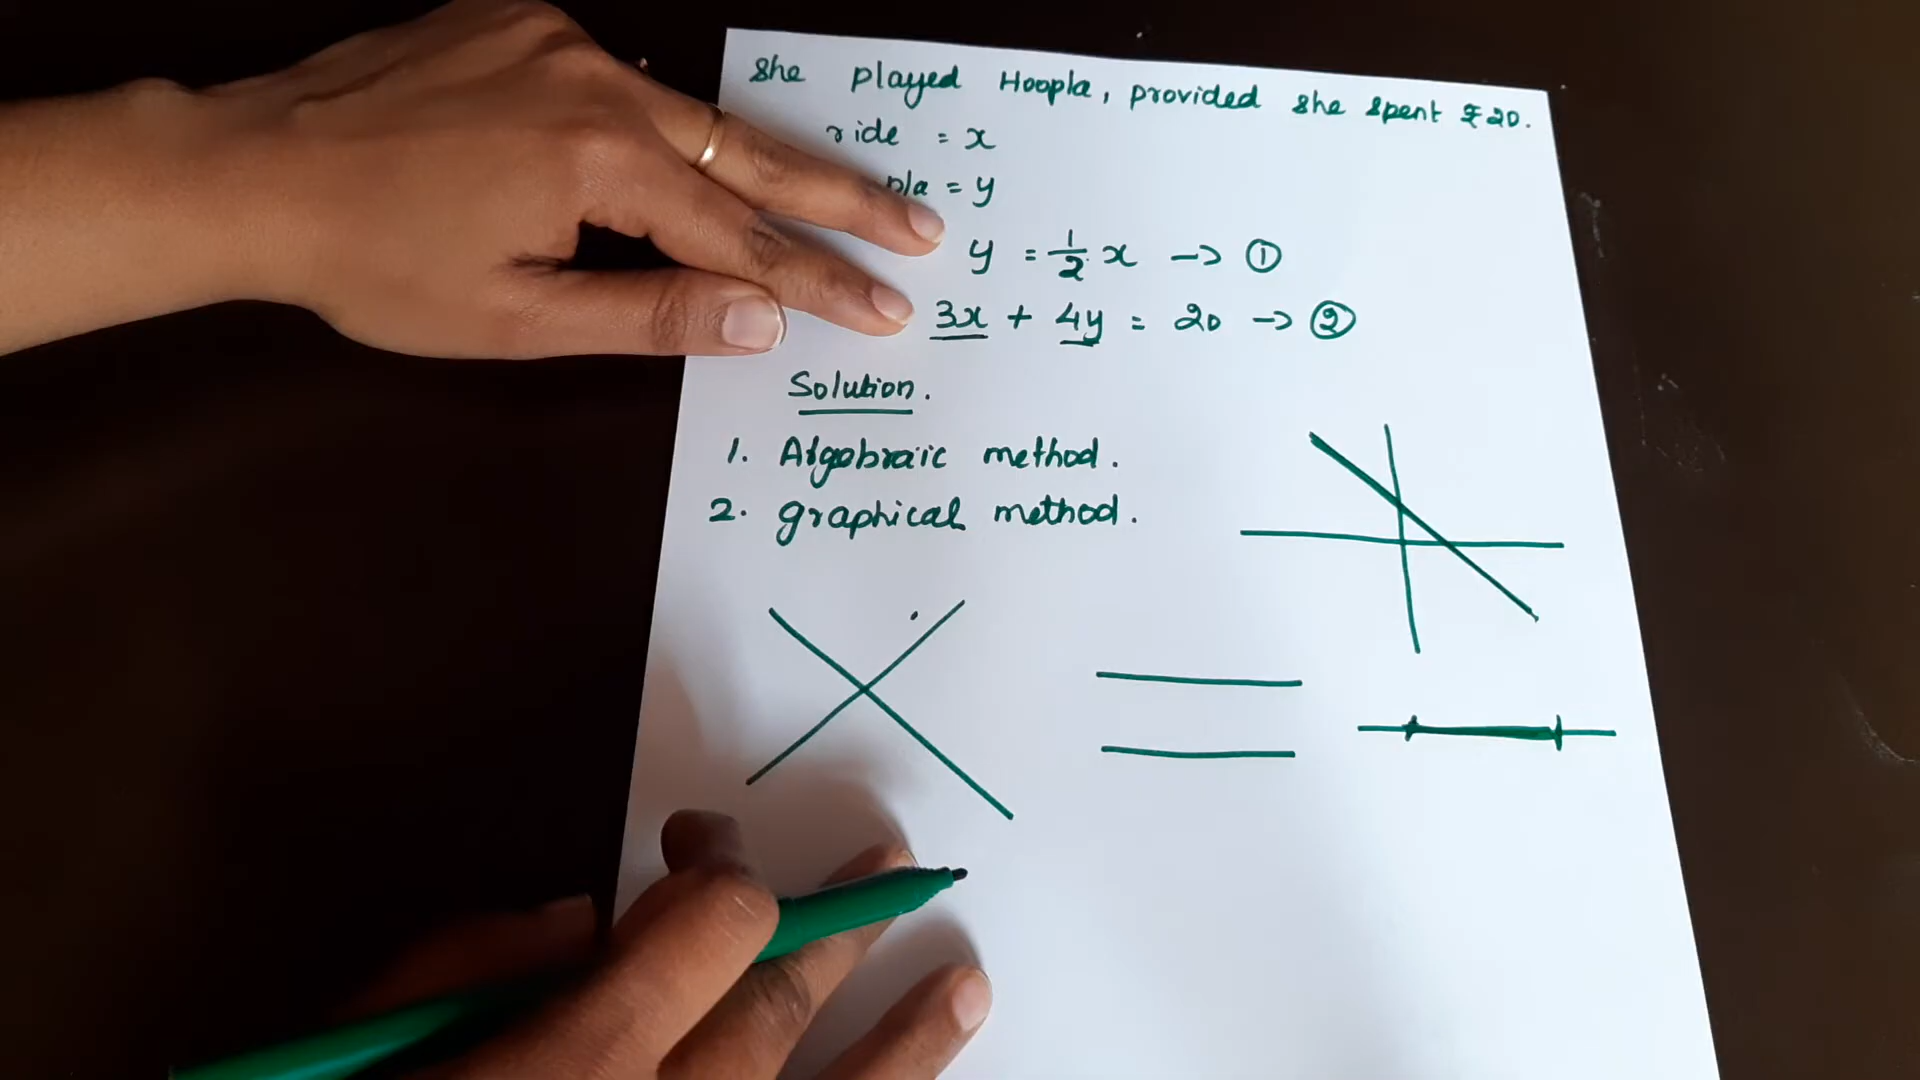 She played Hoopla, provided she spent ₹20.
ride = x
pla = y
y = 1/2 x → ①
3x + 4y = 20 → ②
Solution.
1. Algebraic method.
2. graphical method.